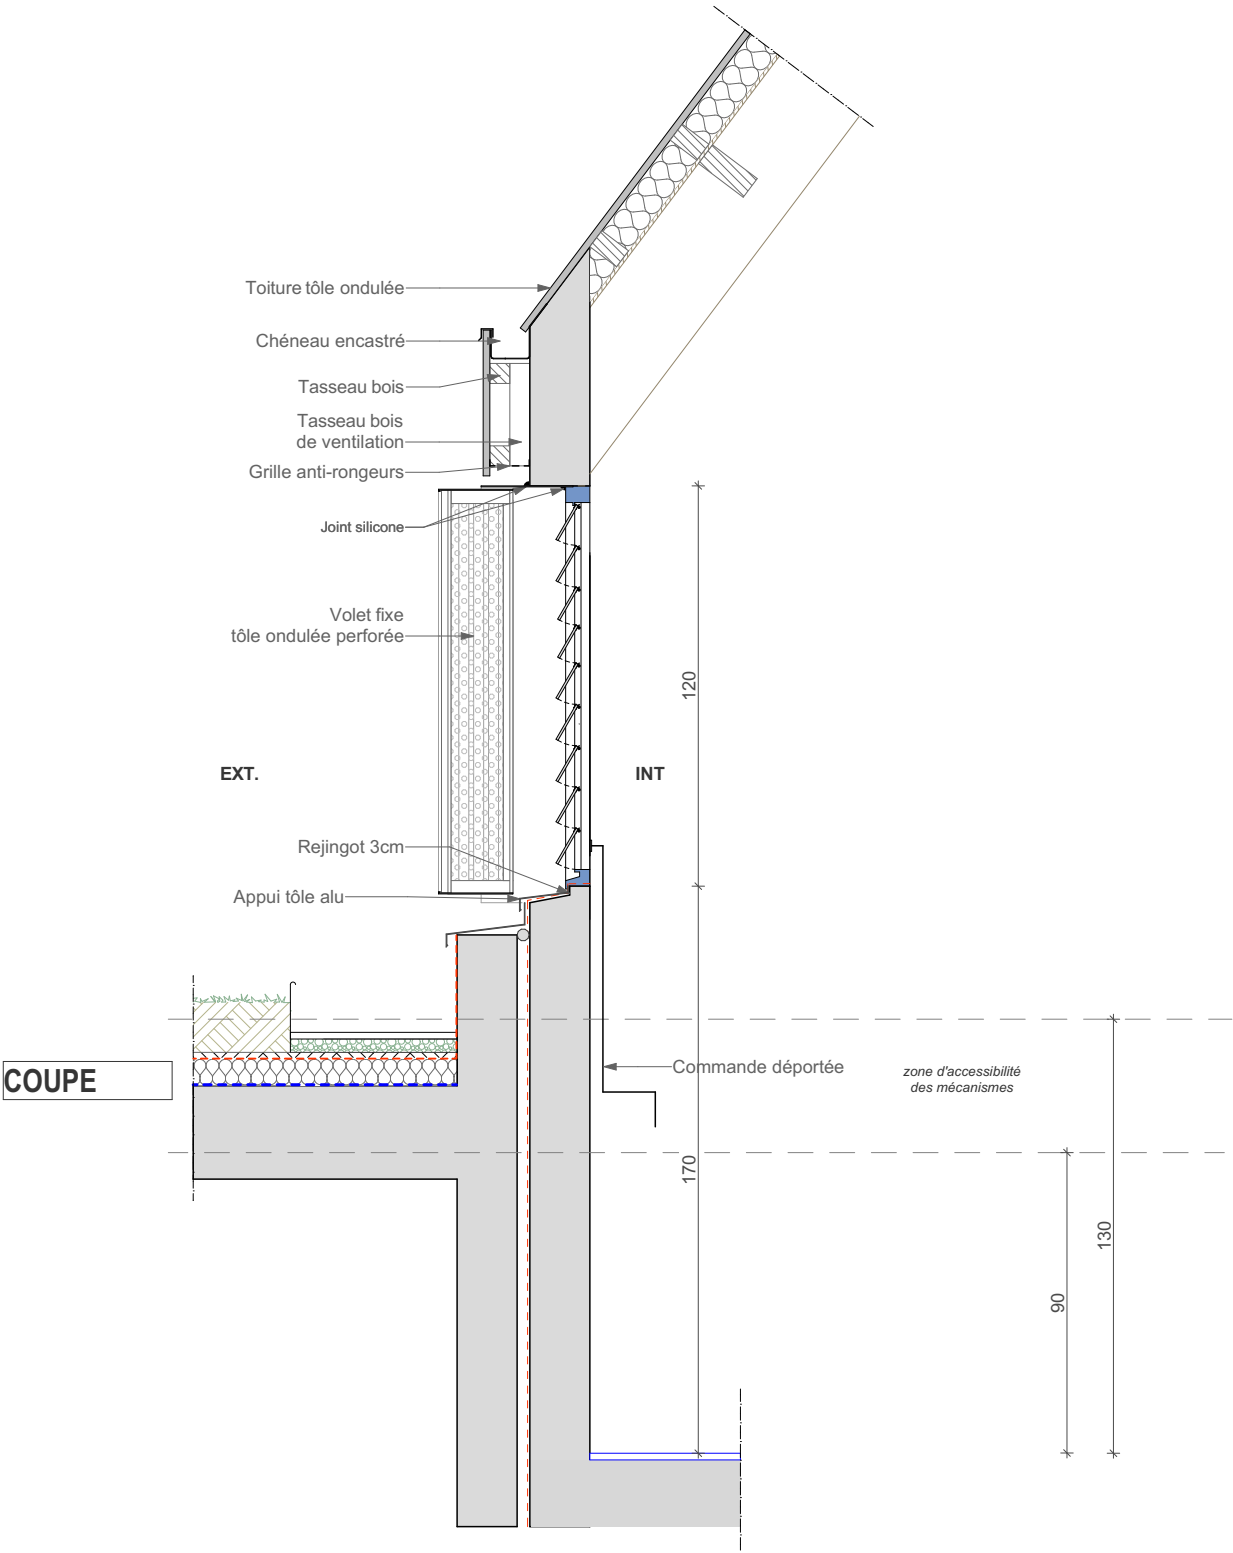 Toiture tôle ondulée
Chéneau encastré
Tasseau bois
Tasseau bois
de ventilation
Grille anti-rongeurs
Joint silicone
Volet fixe
tôle ondulée perforée
120
EXT.
INT
Rejingot 3cm
Appui tôle alu
COUPE
Commande déportée
zone d'accessibilité
des mécanismes
170
130
90